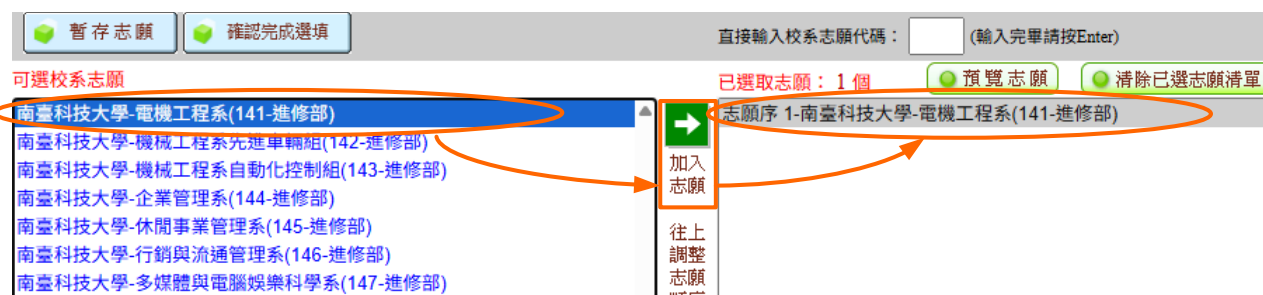 暫存志願 確認完成選填 直接輸入校系志願代碼： (輸入完畢請按Enter)
可選校系志願 已選取志願： 1 個 預覽志願 清除已選志願清單
南臺科技大學-電機工程系(141-進修部)
南臺科技大學-機械工程系先進車輛組(142-進修部)
南臺科技大學-機械工程系自動化控制組(143-進修部)
南臺科技大學-企業管理系(144-進修部)
南臺科技大學-休閒事業管理系(145-進修部)
南臺科技大學-行銷與流通管理系(146-進修部)
南臺科技大學-多媒體與電腦娛樂科學系(147-進修部)
加入
志願
往上
調整
志願
志願序 1-南臺科技大學-電機工程系(141-進修部)